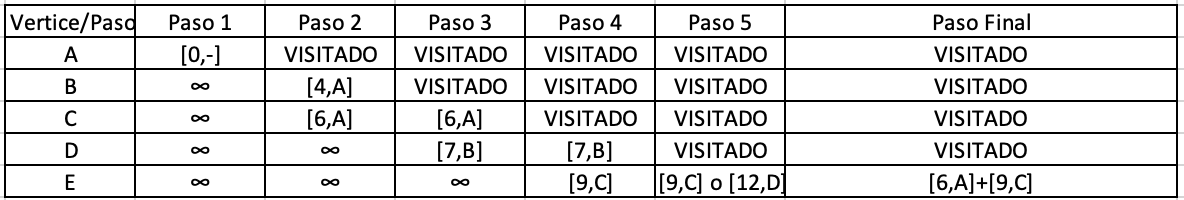 Vertice/Paso Paso 1 Paso 2 Paso 3 Paso 4 Paso 5 Paso Final
A [0,-] VISITADO VISITADO VISITADO VISITADO VISITADO
B ∞ [4,A] VISITADO VISITADO VISITADO VISITADO
C ∞ [6,A] [6,A] VISITADO VISITADO VISITADO
D ∞ ∞ [7,B] [7,B] VISITADO VISITADO
E ∞ ∞ ∞ [9,C] [9,C] o [12,D] [6,A]+[9,C]